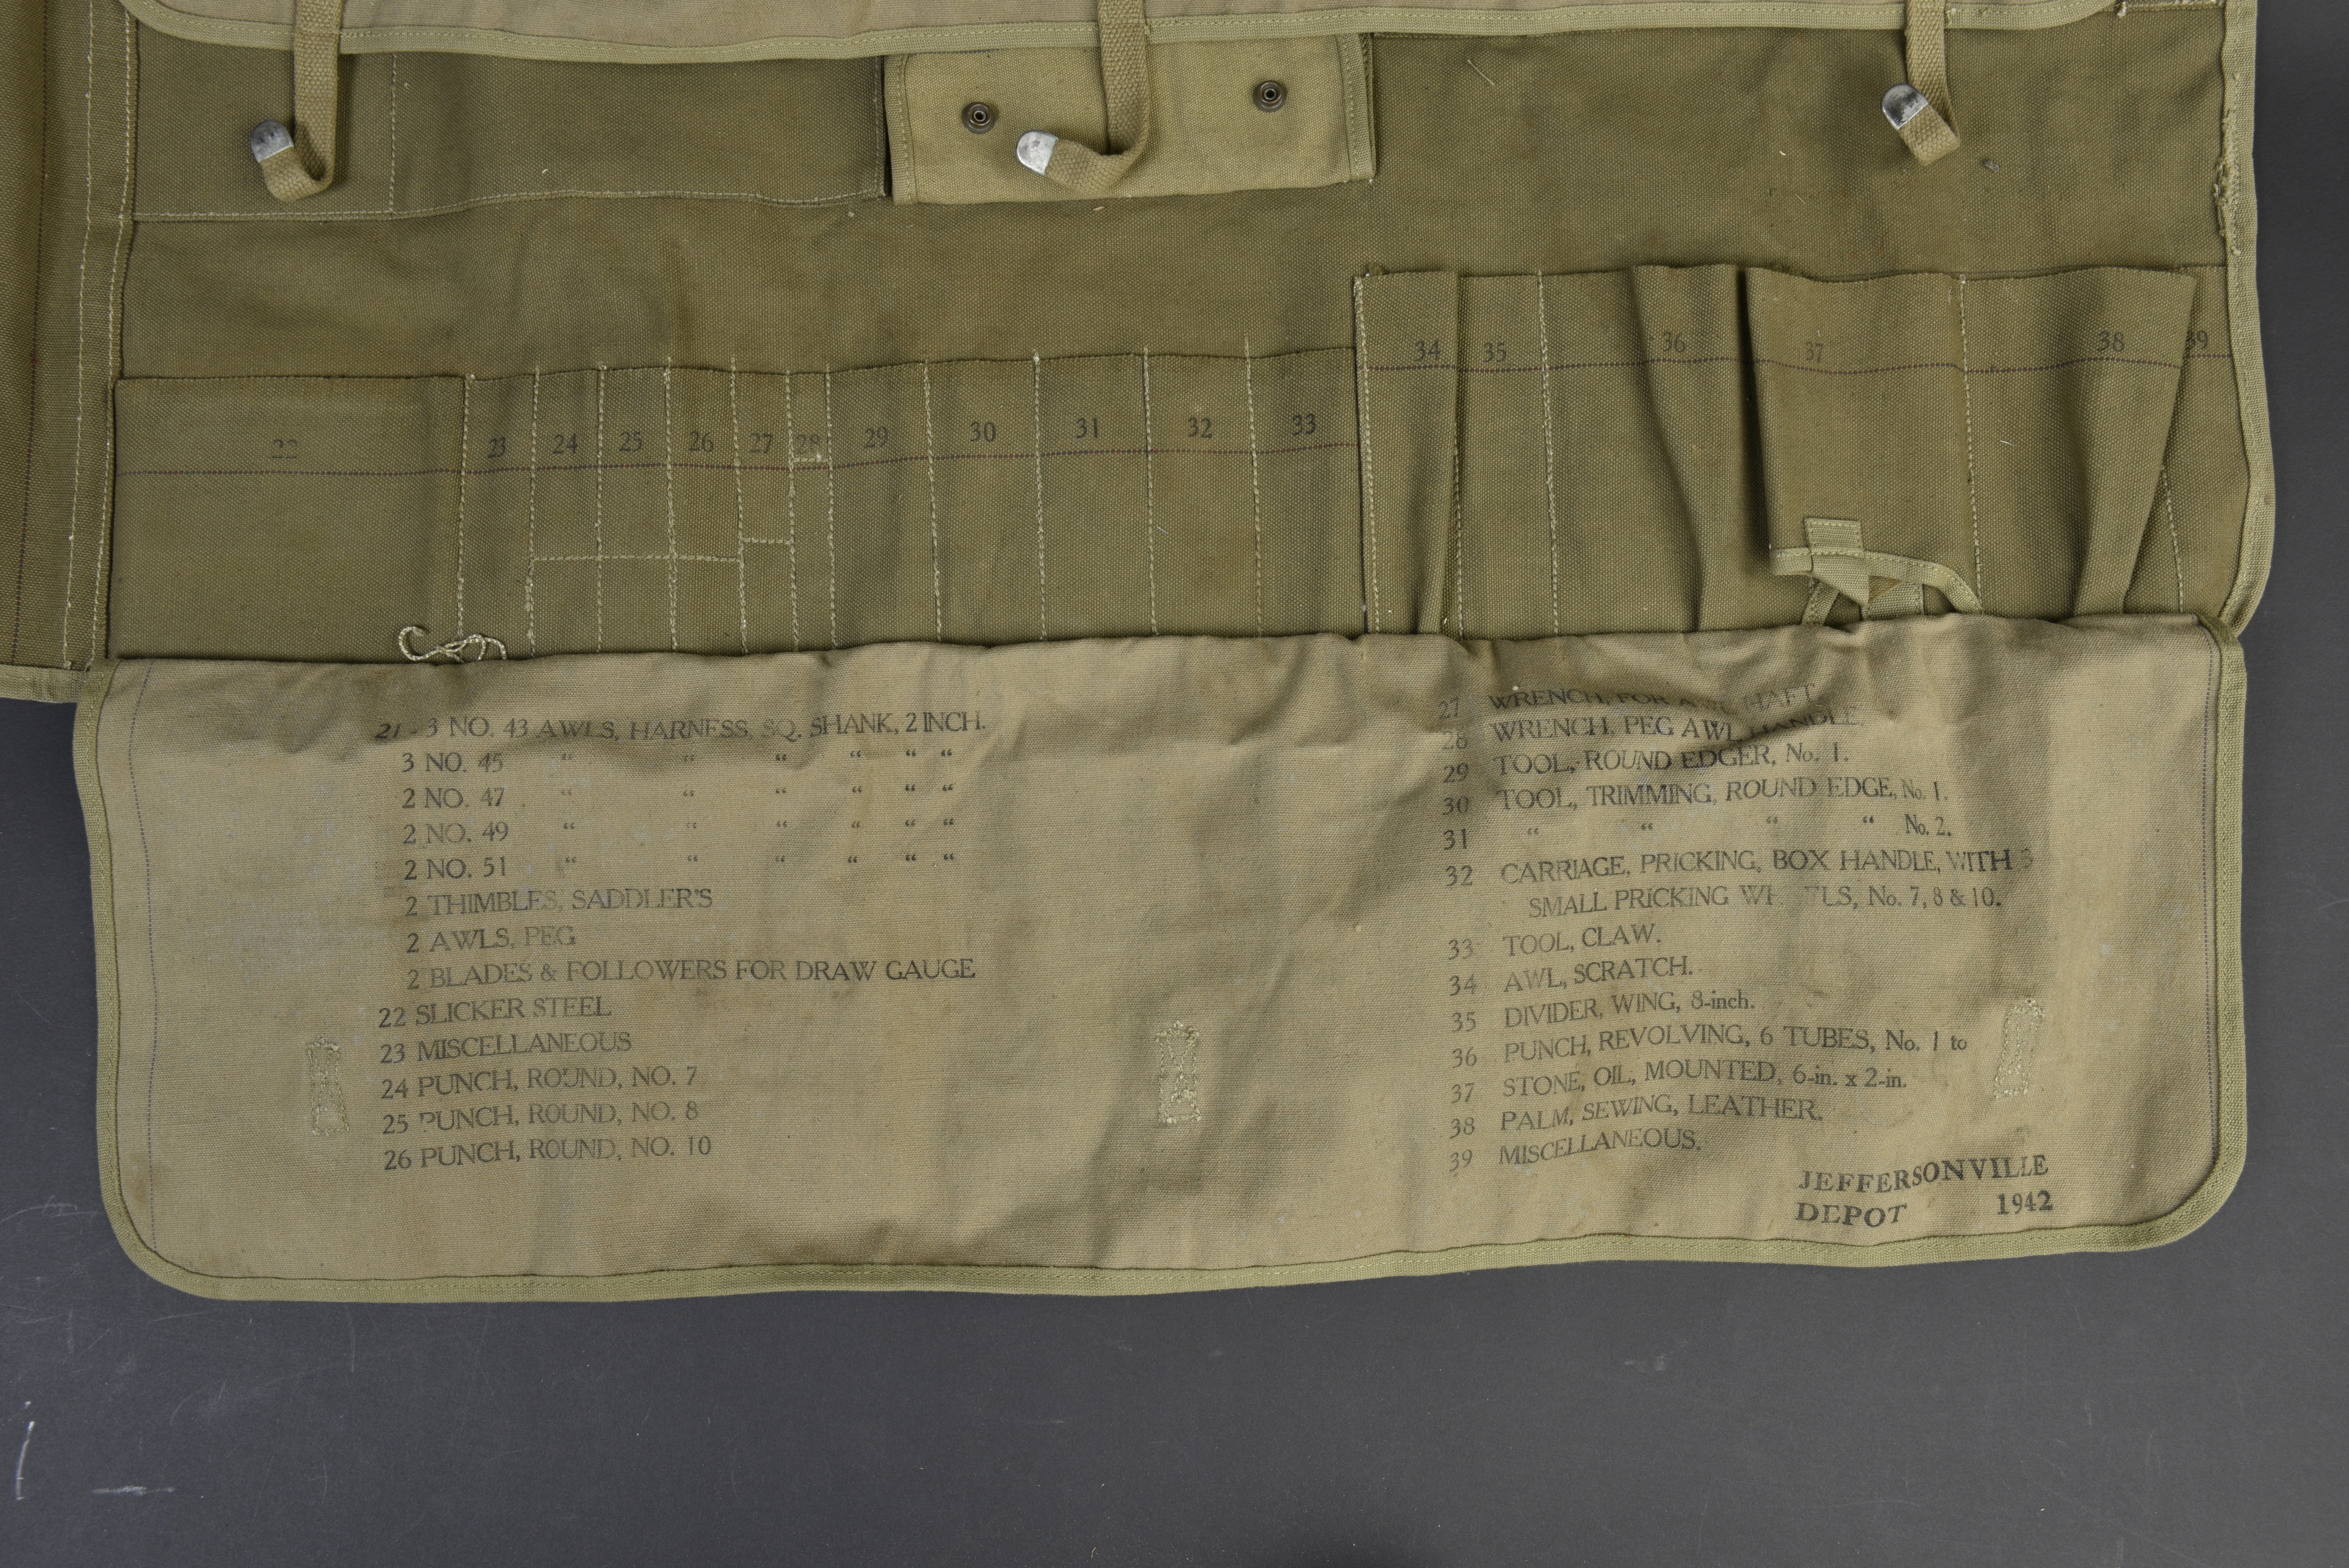 34 35 36 37 38 39
22 23 24 25 26 27 28 29 30 31 32 33
21 - 3 NO. 43 AWLS, HARNESS, SQ. SHANK, 2 INCH.
3 NO. 45 “ “ “ “ “ “
2 NO. 47 “ “ “ “ “ “
2 NO. 49 “ “ “ “ “ “
2 NO. 51 “ “ “ “ “ “
2 THIMBLES, SADDLER'S
2 AWLS, PEG
2 BLADES & FOLLOWERS FOR DRAW GAUGE
22 SLICKER STEEL
23 MISCELLANEOUS
24 PUNCH, ROUND, NO. 7
25 PUNCH, ROUND, NO. 8
26 PUNCH, ROUND, NO. 10
27 WRENCH, FOR
28 WRENCH, PEG AWL HANDLE.
29 TOOL, ROUND EDGER, No. 1.
30 TOOL, TRIMMING, ROUND EDGE, No. 1.
31 “ “ “ “ No. 2.
32 CARRIAGE, PRICKING, BOX HANDLE, WITH 3
SMALL PRICKING WHEELS, No. 7, 8 & 10.
33 TOOL, CLAW.
34 AWL, SCRATCH.
35 DIVIDER, WING, 8-inch.
36 PUNCH, REVOLVING, 6 TUBES, No. 1 to
37 STONE, OIL, MOUNTED, 6-in. x 2-in.
38 PALM, SEWING, LEATHER.
39 MISCELLANEOUS.
JEFFERSONVILLE
DEPOT 1942